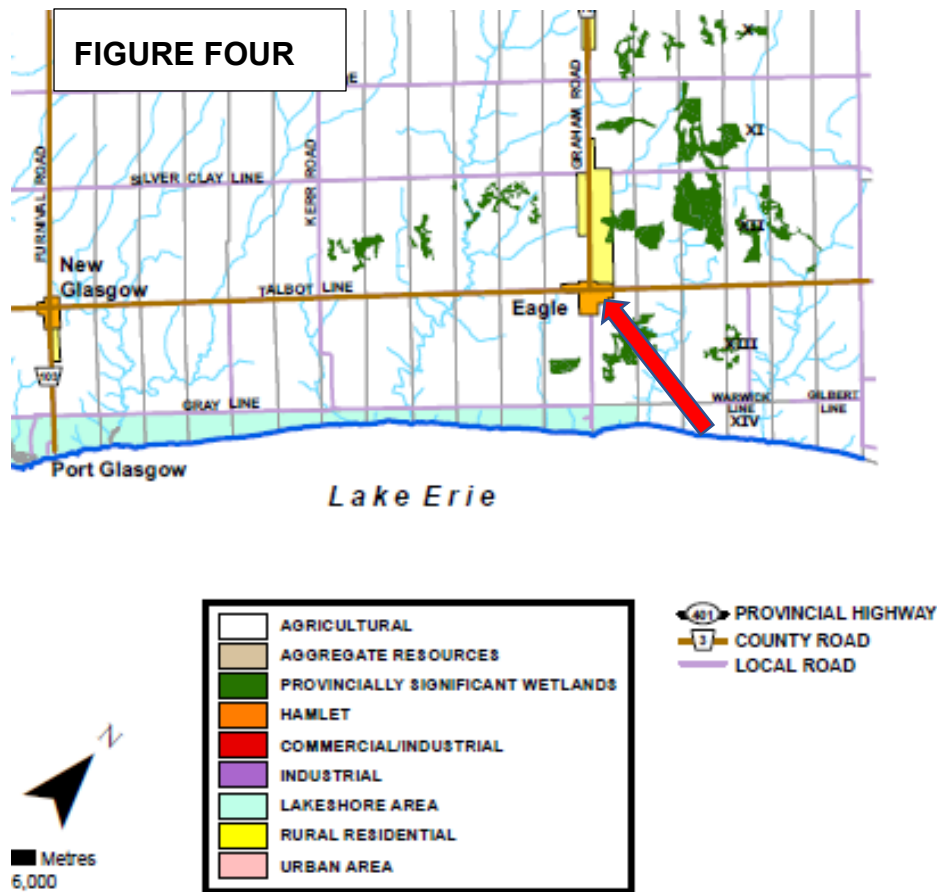 FIGURE FOUR
GRAHAM ROAD
X
XI
SILVER CLAY LINE
KERR ROAD
FURNIVAL ROAD
XII
New
Glasgow
TALBOT LINE
Eagle
XIII
103
GRAY LINE
WARWICK
LINE
GILBERT
LINE
XIV
Port Glasgow
Lake Erie
AGRICULTURAL
AGGREGATE RESOURCES
PROVINCIALLY SIGNIFICANT WETLANDS
HAMLET
COMMERCIAL/INDUSTRIAL
INDUSTRIAL
LAKESHORE AREA
RURAL RESIDENTIAL
URBAN AREA
401 PROVINCIAL HIGHWAY
3 COUNTY ROAD
LOCAL ROAD
N
Metres
6,000